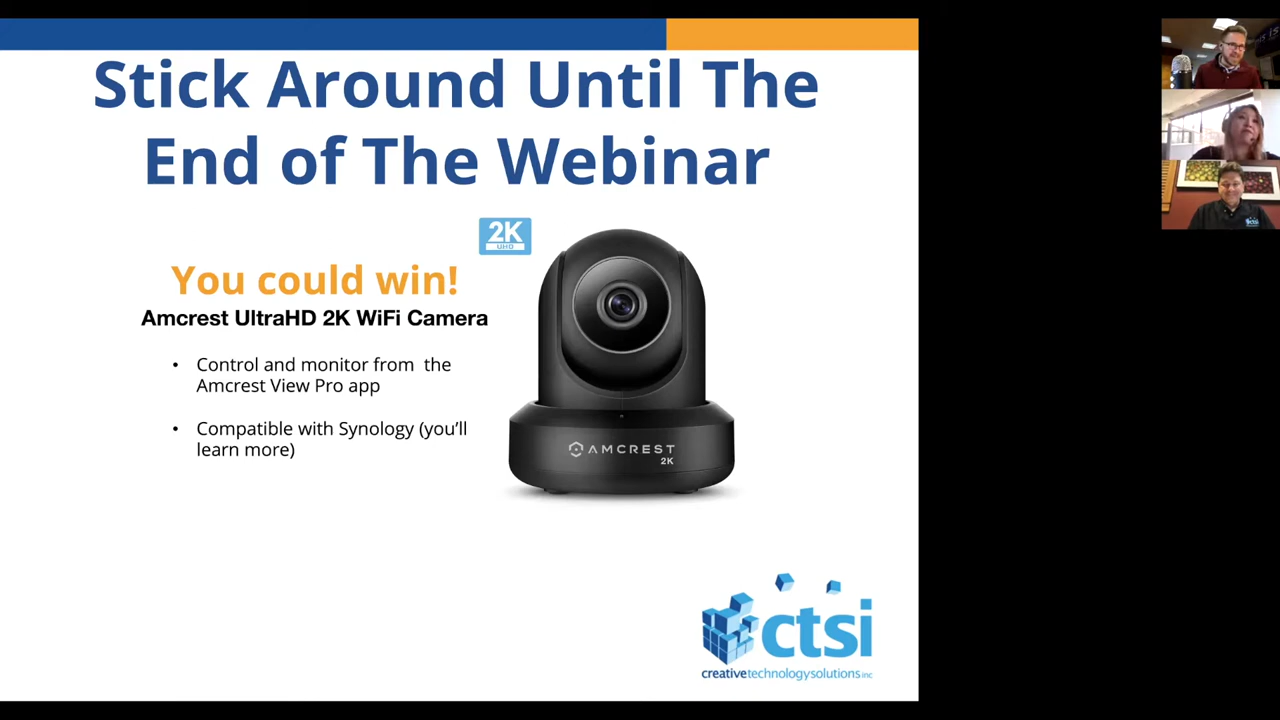 Stick Around Until The
End of The Webinar
2K
UHD
You could win!
Amcrest UltraHD 2K WiFi Camera
• Control and monitor from  the
Amcrest View Pro app
• Compatible with Synology (you'll
learn more)
AMCREST
2K
ctsi
creativetechnologysolutions inc
ctsi